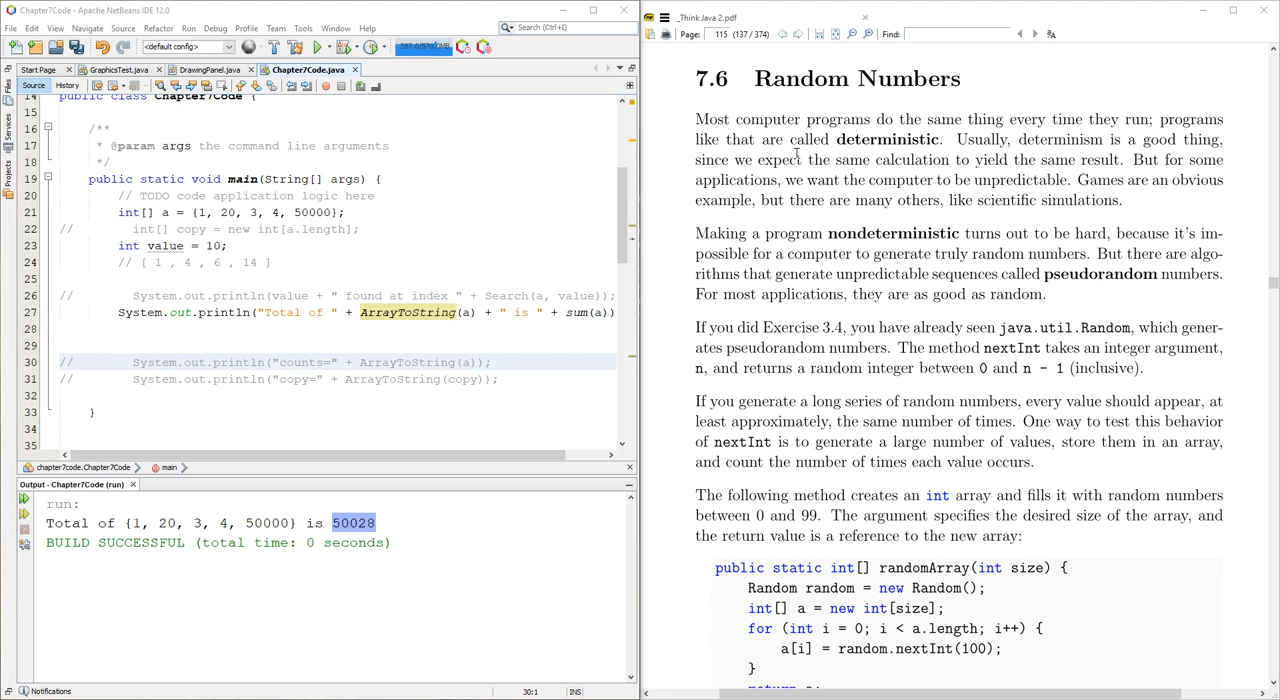 Chapter7Code - Apache NetBeans IDE 12.0
File Edit View Navigate Source Refactor Run Debug Profile Team Tools Window Help
Search (Ctrl+I)
<default config>
Start Page GraphicsTest.java DrawingPanel.java Chapter7Code.java
Source History
Files
Services
Projects
14 public class Chapter7Code {
15
16 /**
17 * @param args the command line arguments
18 */
19 public static void main(String[] args) {
20 // TODO code application logic here
21 int[] a = {1, 20, 3, 4, 50000};
22 // int[] copy = new int[a.length];
23 int value = 10;
24 // [ 1 , 4 , 6 , 14 ]
25
26 // System.out.println(value + " found at index " + Search(a, value));
27 System.out.println("Total of " + ArrayToString(a) + " is " + sum(a))
28
29
30 // System.out.println("counts=" + ArrayToString(a));
31 // System.out.println("copy=" + ArrayToString(copy));
32
33 }
34
35
chapter7code.Chapter7Code main
Output - Chapter7Code (run)
run:
Total of {1, 20, 3, 4, 50000} is 50028
BUILD SUCCESSFUL (total time: 0 seconds)
Notifications
30:1 INS
_Think Java 2.pdf
Page: 115 (137 / 374) Find:
7.6 Random Numbers
Most computer programs do the same thing every time they run; programs
like that are called deterministic. Usually, determinism is a good thing,
since we expect the same calculation to yield the same result. But for some
applications, we want the computer to be unpredictable. Games are an obvious
example, but there are many others, like scientific simulations.
Making a program nondeterministic turns out to be hard, because it's im-
possible for a computer to generate truly random numbers. But there are algo-
rithms that generate unpredictable sequences called pseudorandom numbers.
For most applications, they are as good as random.
If you did Exercise 3.4, you have already seen java.util.Random, which gener-
ates pseudorandom numbers. The method nextInt takes an integer argument,
n, and returns a random integer between 0 and n - 1 (inclusive).
If you generate a long series of random numbers, every value should appear, at
least approximately, the same number of times. One way to test this behavior
of nextInt is to generate a large number of values, store them in an array,
and count the number of times each value occurs.
The following method creates an int array and fills it with random numbers
between 0 and 99. The argument specifies the desired size of the array, and
the return value is a reference to the new array:
public static int[] randomArray(int size) {
Random random = new Random();
int[] a = new int[size];
for (int i = 0; i < a.length; i++) {
a[i] = random.nextInt(100);
}